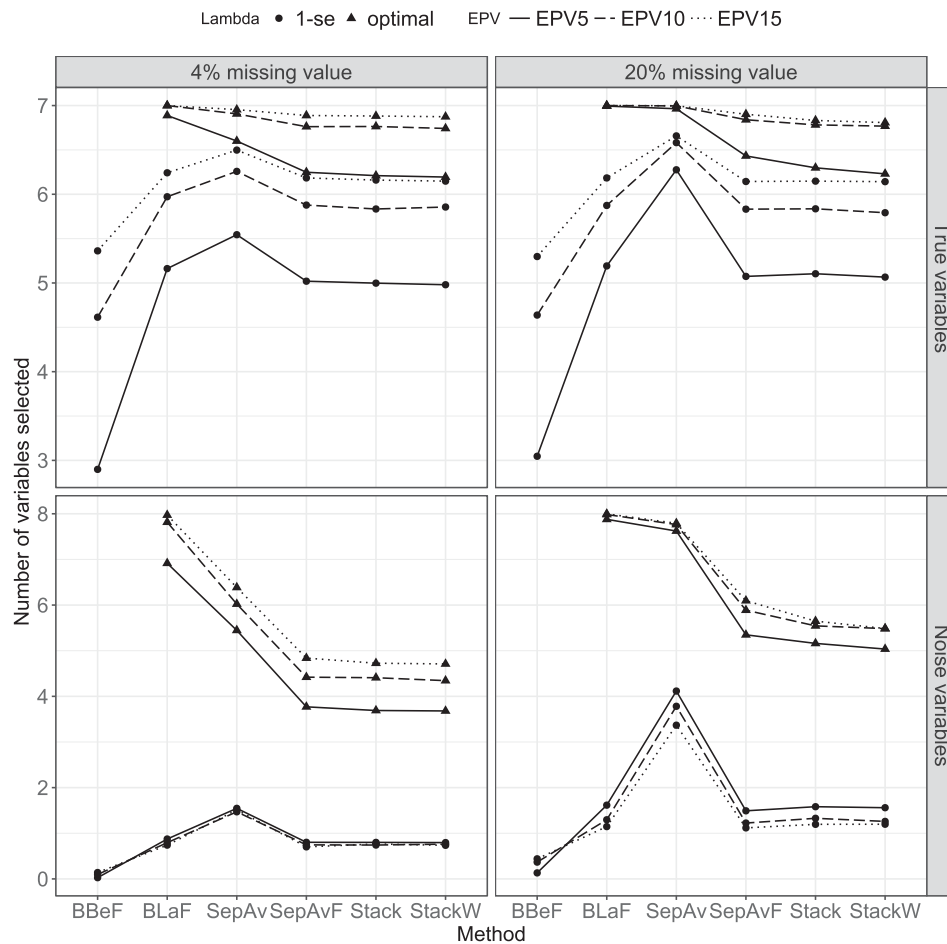 Lambda 1-se optimal EPV EPV5 EPV10 EPV15
4% missing value 20% missing value
7
6
5
4
3
True variables
Number of variables selected
8
6
4
2
0
Noise variables
BBeF BLaF SepAv SepAvF Stack StackW BBeF BLaF SepAv SepAvF Stack StackW
Method